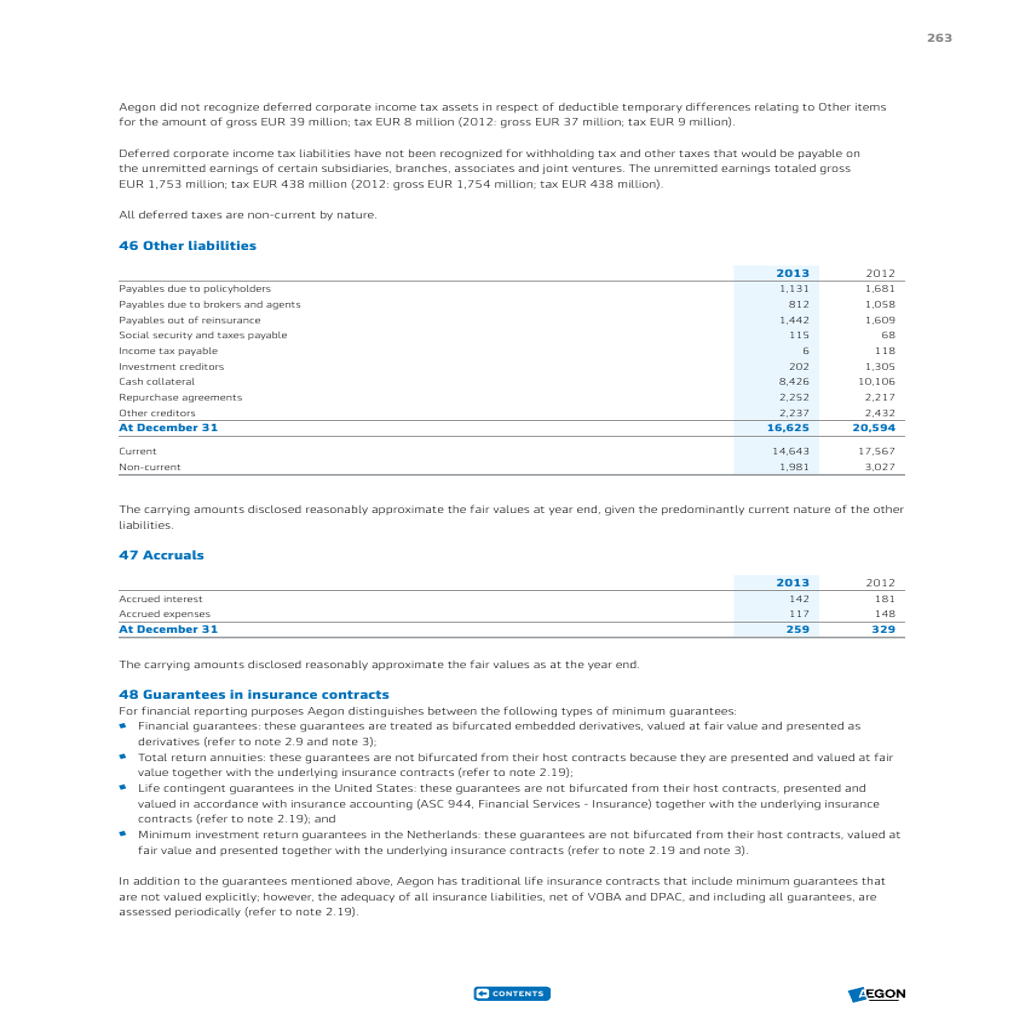 263
Aegon did not recognize deferred corporate income tax assets in respect of deductible temporary differences relating to Other items
for the amount of gross EUR 39 million; tax EUR 8 million (2012: gross EUR 37 million; tax EUR 9 million).
Deferred corporate income tax liabilities have not been recognized for withholding tax and other taxes that would be payable on
the unremitted earnings of certain subsidiaries, branches, associates and joint ventures. The unremitted earnings totaled gross
EUR 1,753 million; tax EUR 438 million (2012: gross EUR 1,754 million; tax EUR 438 million).
All deferred taxes are non-current by nature.
46 Other liabilities
2013 2012
Payables due to policyholders 1,131 1,681
Payables due to brokers and agents 812 1,058
Payables out of reinsurance 1,442 1,609
Social security and taxes payable 115 68
Income tax payable 6 118
Investment creditors 202 1,305
Cash collateral 8,426 10,106
Repurchase agreements 2,252 2,217
Other creditors 2,237 2,432
At December 31 16,625 20,594
Current 14,643 17,567
Non-current 1,981 3,027
The carrying amounts disclosed reasonably approximate the fair values at year end, given the predominantly current nature of the other
liabilities.
47 Accruals
2013 2012
Accrued interest 142 181
Accrued expenses 117 148
At December 31 259 329
The carrying amounts disclosed reasonably approximate the fair values as at the year end.
48 Guarantees in insurance contracts
For financial reporting purposes Aegon distinguishes between the following types of minimum guarantees:
Financial guarantees: these guarantees are treated as bifurcated embedded derivatives, valued at fair value and presented as
derivatives (refer to note 2.9 and note 3);
Total return annuities: these guarantees are not bifurcated from their host contracts because they are presented and valued at fair
value together with the underlying insurance contracts (refer to note 2.19);
Life contingent guarantees in the United States: these guarantees are not bifurcated from their host contracts, presented and
valued in accordance with insurance accounting (ASC 944, Financial Services - Insurance) together with the underlying insurance
contracts (refer to note 2.19); and
Minimum investment return guarantees in the Netherlands: these guarantees are not bifurcated from their host contracts, valued at
fair value and presented together with the underlying insurance contracts (refer to note 2.19 and note 3).
In addition to the guarantees mentioned above, Aegon has traditional life insurance contracts that include minimum guarantees that
are not valued explicitly; however, the adequacy of all insurance liabilities, net of VOBA and DPAC, and including all guarantees, are
assessed periodically (refer to note 2.19).
CONTENTS
AEGON